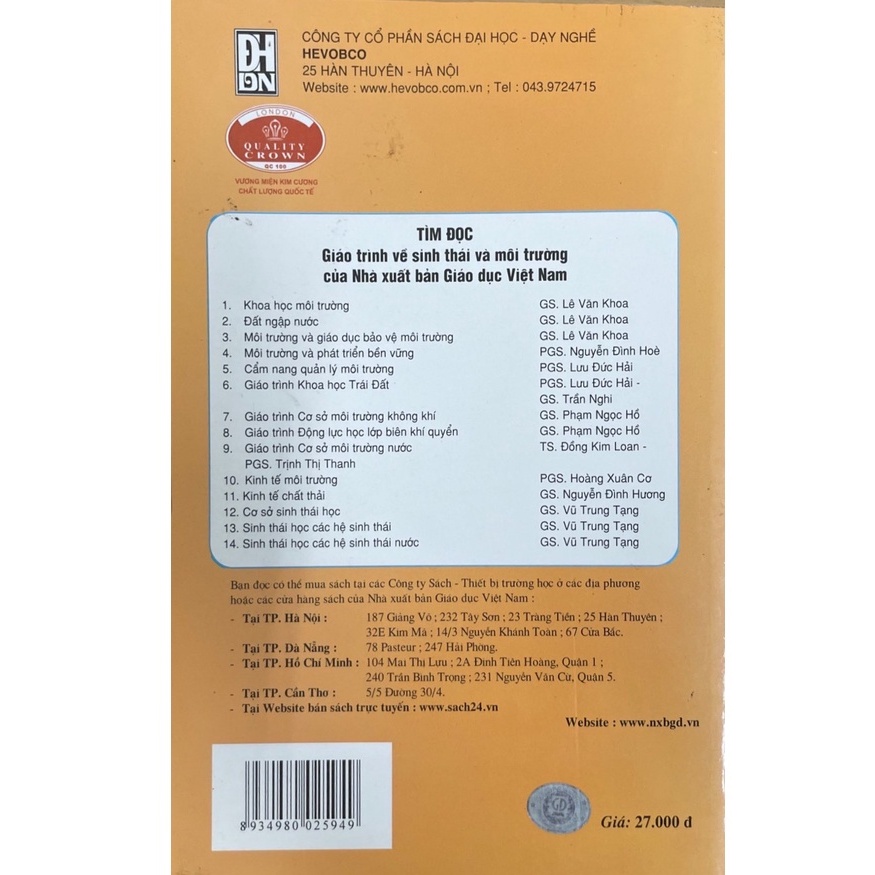 ĐH
DN
CÔNG TY CỔ PHẦN SÁCH ĐẠI HỌC - DẠY NGHỀ
HEVOBCO
25 HÀN THUYÊN - HÀ NỘI
Website : www.hevobco.com.vn ; Tel : 043.9724715
LONDON
QUALITY
CROWN
QC 100
VƯƠNG MIỆN KIM CƯƠNG
CHẤT LƯỢNG QUỐC TẾ
TÌM ĐỌC
Giáo trình về sinh thái và môi trường
của Nhà xuất bản Giáo dục Việt Nam
1. Khoa học môi trường GS. Lê Văn Khoa
2. Đất ngập nước GS. Lê Văn Khoa
3. Môi trường và giáo dục bảo vệ môi trường GS. Lê Văn Khoa
4. Môi trường và phát triển bền vững PGS. Nguyễn Đình Hoè
5. Cẩm nang quản lý môi trường PGS. Lưu Đức Hải
6. Giáo trình Khoa học Trái Đất PGS. Lưu Đức Hải -
GS. Trần Nghi
7. Giáo trình Cơ sở môi trường không khí GS. Phạm Ngọc Hồ
8. Giáo trình Động lực học lớp biên khí quyển GS. Phạm Ngọc Hồ
9. Giáo trình Cơ sở môi trường nước TS. Đồng Kim Loan -
PGS. Trịnh Thị Thanh
10. Kinh tế môi trường PGS. Hoàng Xuân Cơ
11. Kinh tế chất thải GS. Nguyễn Đình Hương
12. Cơ sở sinh thái học GS. Vũ Trung Tạng
13. Sinh thái học các hệ sinh thái GS. Vũ Trung Tạng
14. Sinh thái học các hệ sinh thái nước GS. Vũ Trung Tạng
Bạn đọc có thể mua sách tại các Công ty Sách - Thiết bị trường học ở các địa phương
hoặc các cửa hàng sách của Nhà xuất bản Giáo dục Việt Nam :
- Tại TP. Hà Nội : 187 Giảng Võ ; 232 Tây Sơn ; 23 Tràng Tiền ; 25 Hàn Thuyên ;
32E Kim Mã ; 14/3 Nguyễn Khánh Toàn ; 67 Cửa Bắc.
- Tại TP. Đà Nẵng : 78 Pasteur ; 247 Hải Phòng.
- Tại TP. Hồ Chí Minh : 104 Mai Thị Lựu ; 2A Đinh Tiên Hoàng, Quận 1 ;
240 Trần Bình Trọng ; 231 Nguyễn Văn Cừ, Quận 5.
- Tại TP. Cần Thơ : 5/5 Đường 30/4.
- Tại Website bán sách trực tuyến : www.sach24.vn
Website : www.nxbgd.vn
8 934980 025949
GD
Giá: 27.000 đ